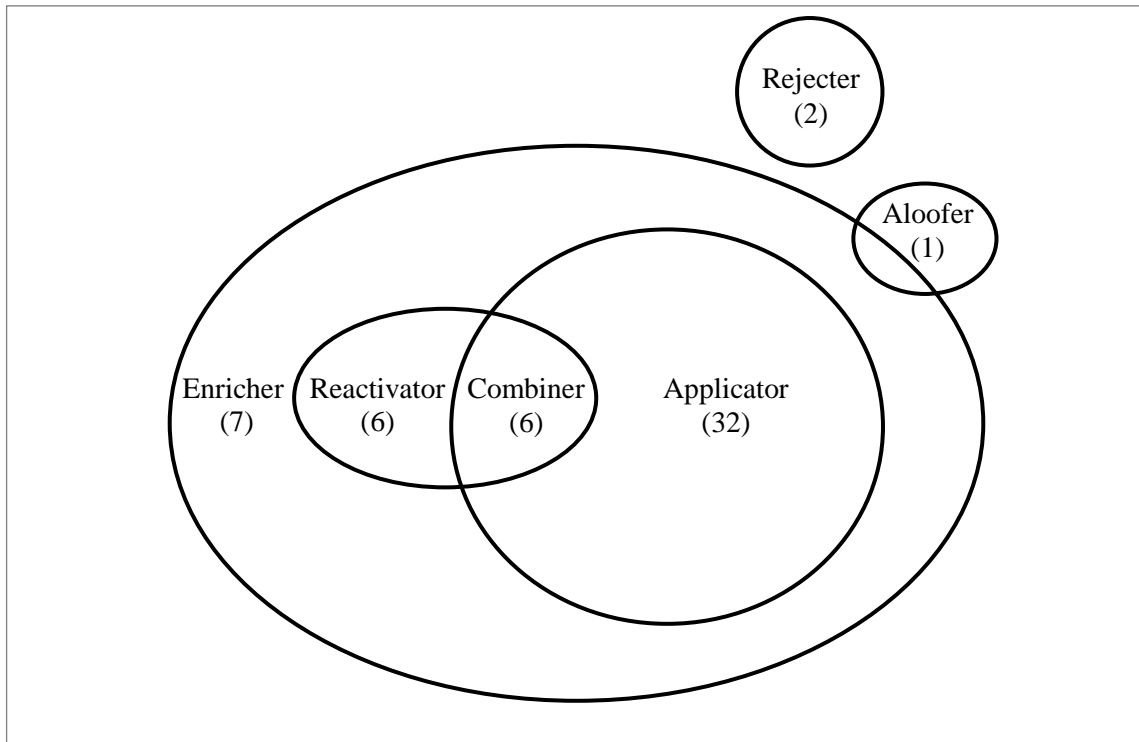 Rejecter
(2)
Aloofer
(1)
Enricher
(7)
Reactivator
(6)
Combiner
(6)
Applicator
(32)